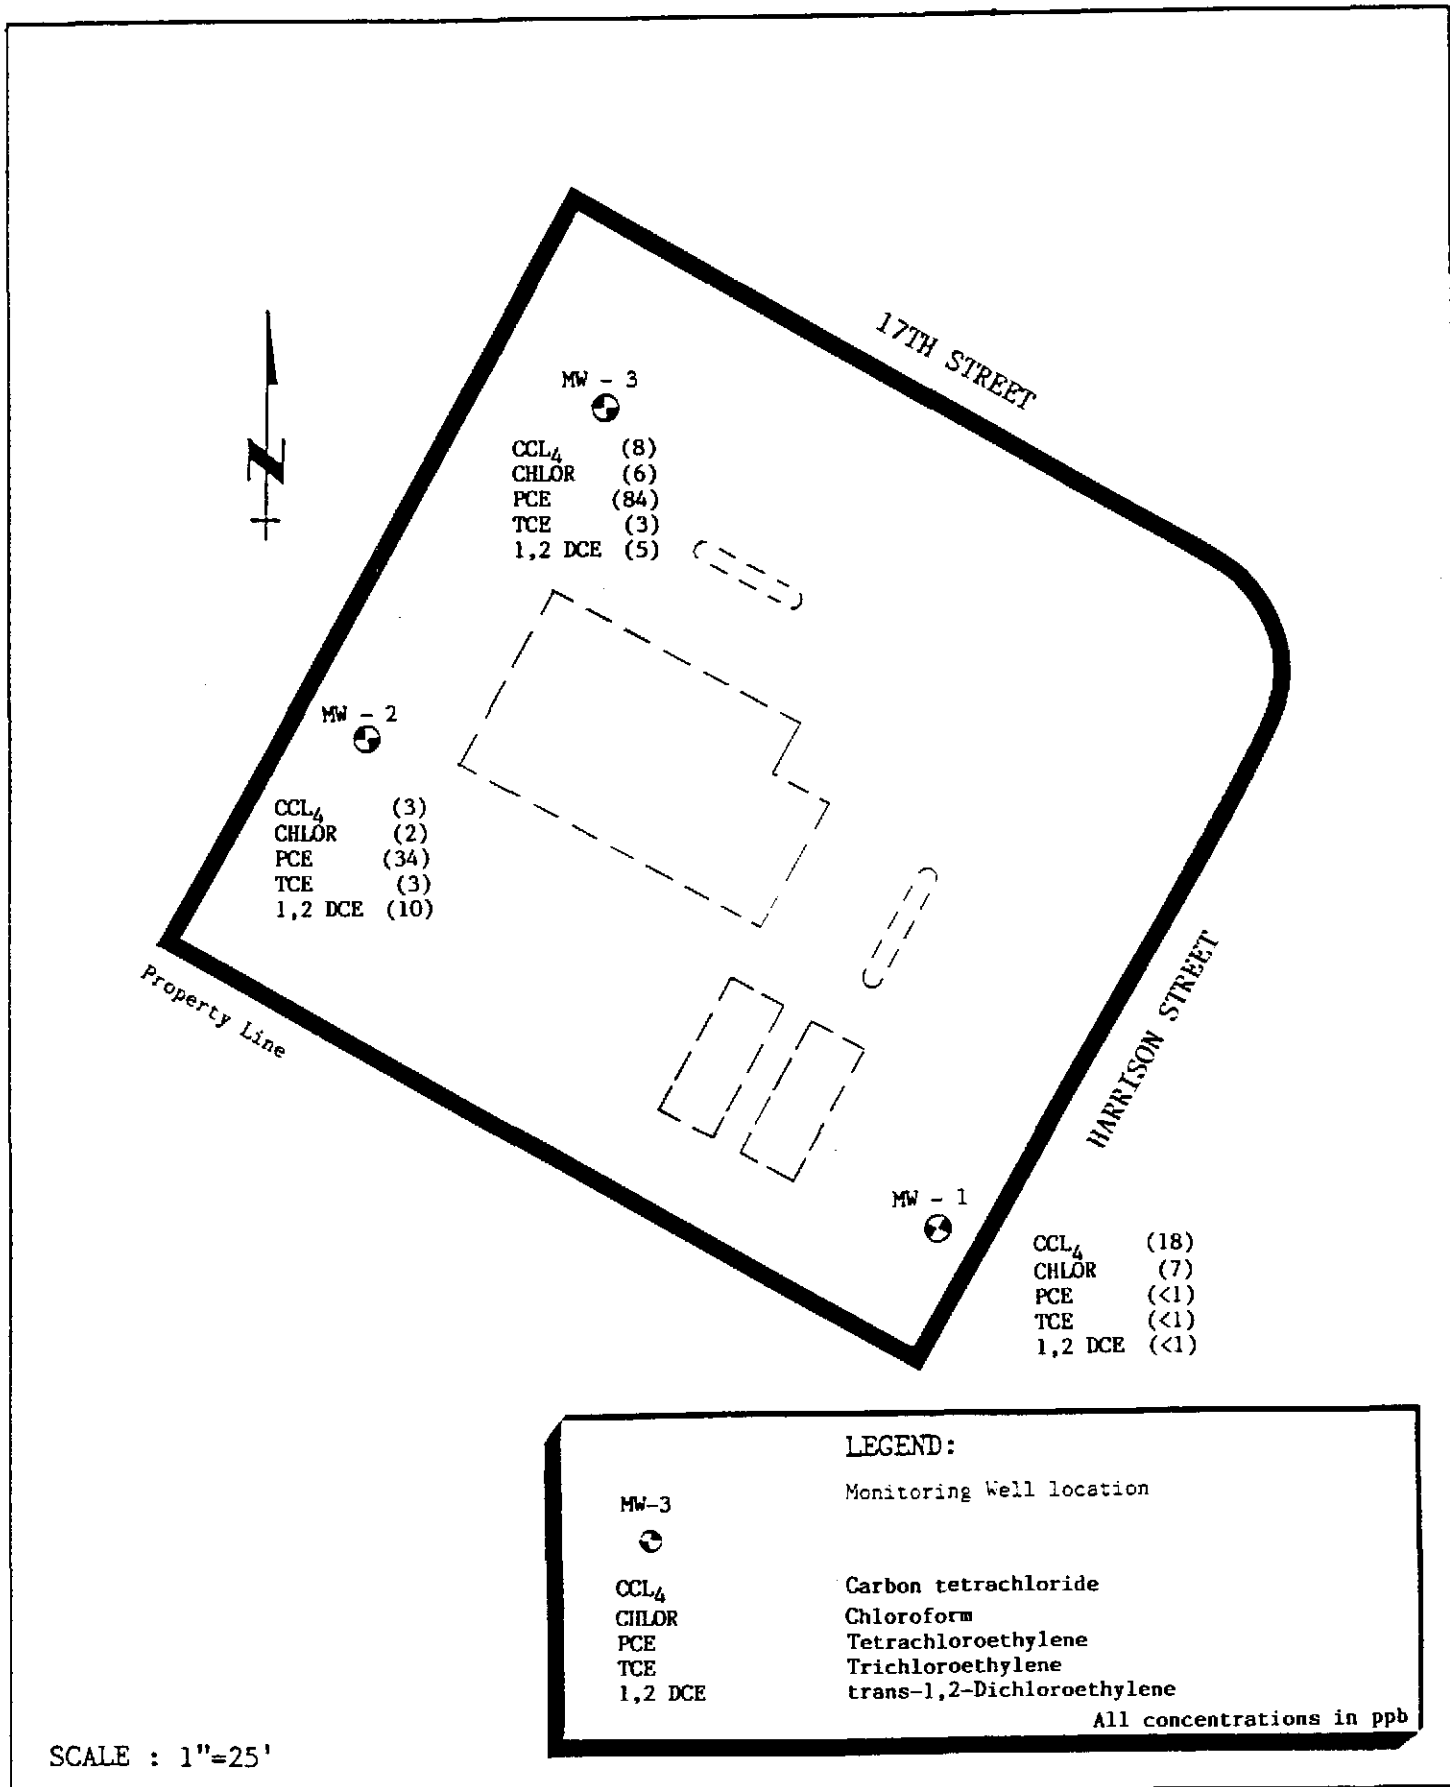 17TH STREET
N
MW - 3
CCL4 (8)
CHLOR (6)
PCE (84)
TCE (3)
1,2 DCE (5)
MW - 2
CCL4 (3)
CHLOR (2)
PCE (34)
TCE (3)
1,2 DCE (10)
Property Line
HARRISON STREET
MW - 1
CCL4 (18)
CHLOR (7)
PCE (<1)
TCE (<1)
1,2 DCE (<1)
LEGEND:
MW-3 Monitoring Well location
CCL4 Carbon tetrachloride
CHLOR Chloroform
PCE Tetrachloroethylene
TCE Trichloroethylene
1,2 DCE trans-1,2-Dichloroethylene
All concentrations in ppb
SCALE : 1"=25'